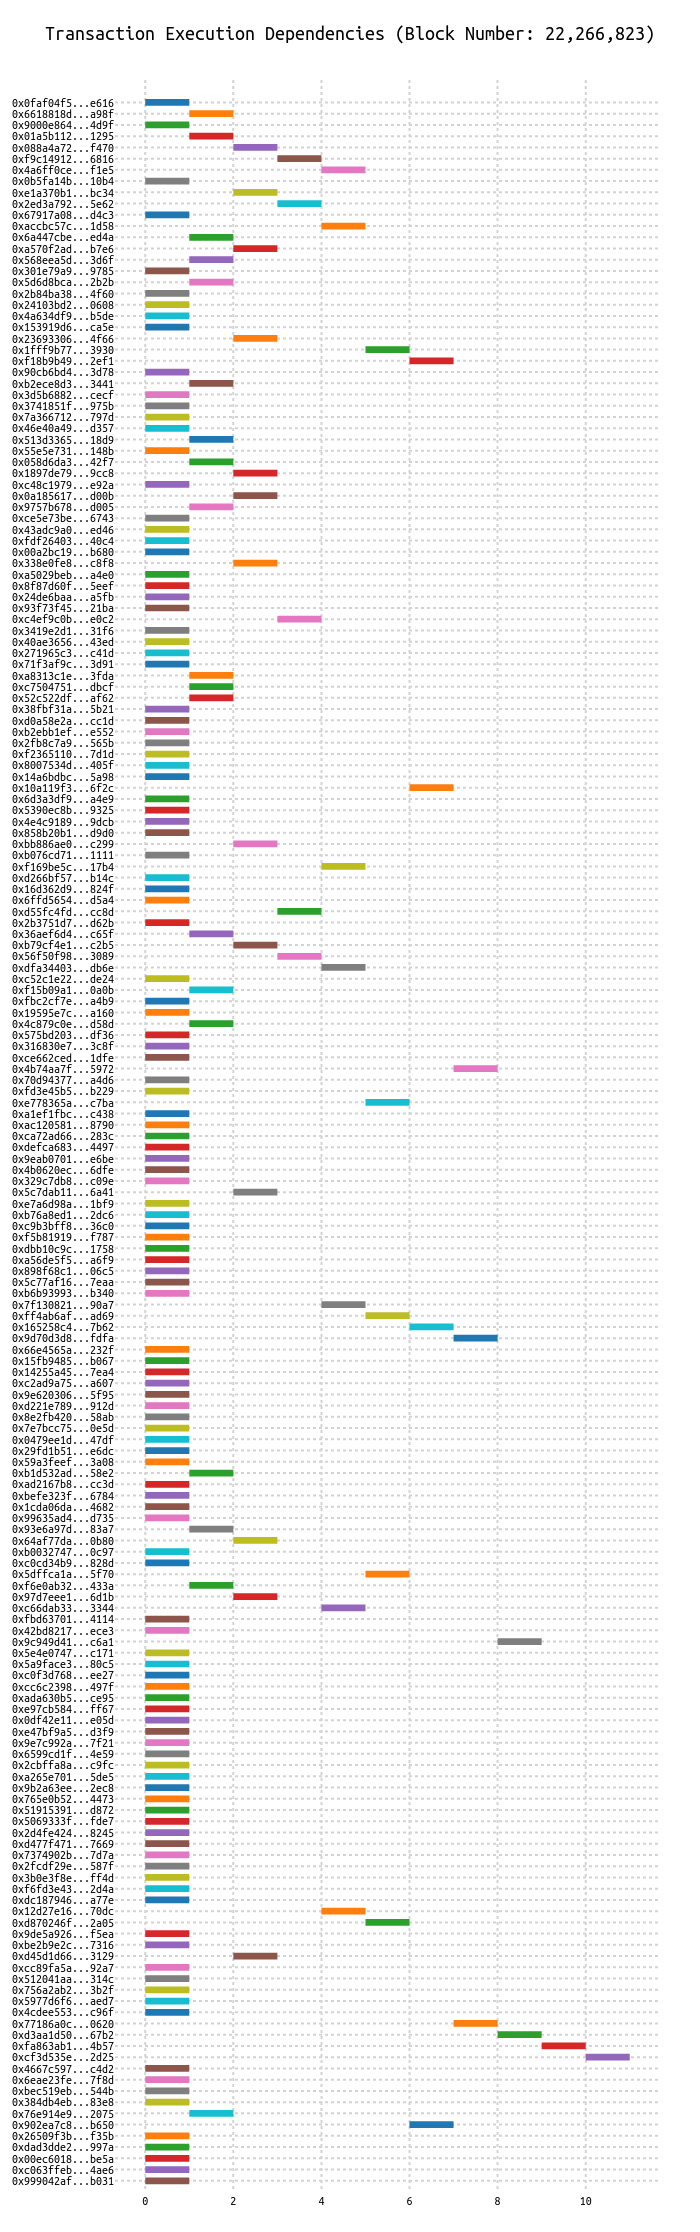 Transaction Execution Dependencies (Block Number: 22,266,823)
0x0faf04f5...e616
0x6618818d...a98f
0x9000e864...4d9f
0x01a5b112...1295
0x088a4a72...f470
0xf9c14912...6816
0x4a6ff0ce...f1e5
0x0b5fa14b...10b4
0xe1a370b1...bc34
0x2ed3a792...5e62
0x67917a08...d4c3
0xaccbc57c...1d58
0x6a447cbe...ed4a
0xa570f2ad...b7e6
0x568eea5d...3d6f
0x301e79a9...9785
0x5d6d8bca...2b2b
0x2b84ba38...4f60
0x24103bd2...0608
0x4a634df9...b5de
0x153919d6...ca5e
0x23693306...4f66
0x1fff9b77...3930
0xf18b9b49...2ef1
0x90cb6bd4...3d78
0xb2ece8d3...3441
0x3d5b6882...cecf
0x3741851f...975b
0x7a366712...797d
0x46e40a49...d357
0x513d3365...18d9
0x55e5e731...148b
0x058d6da3...42f7
0x1897de79...9cc8
0xc48c1979...e92a
0x0a185617...d00b
0x9757b678...d005
0xce5e73be...6743
0x43adc9a0...ed46
0xfdf26403...40c4
0x00a2bc19...b680
0x338e0fe8...c8f8
0xa5029beb...a4e0
0x8f87d60f...5eef
0x24de6baa...a5fb
0x93f73f45...21ba
0xc4ef9c0b...e0c2
0x3419e2d1...31f6
0x40ae3656...43ed
0x271965c3...c41d
0x71f3af9c...3d91
0xa8313c1e...3fda
0xc7504751...dbcf
0x52c522df...af62
0x38fbf31a...5b21
0xd0a58e2a...cc1d
0xb2ebb1ef...e552
0x2fb8c7a9...565b
0xf2365110...7d1d
0x8007534d...405f
0x14a6bdbc...5a98
0x10a119f3...6f2c
0x6d3a3df9...a4e9
0x5390ec8b...9325
0x4e4c9189...9dcb
0x858b20b1...d9d0
0xbb886ae0...c299
0xb076cd71...1111
0xf169be5c...17b4
0xd266bf57...b14c
0x16d362d9...824f
0x6ffd5654...d5a4
0xd55fc4fd...cc8d
0x2b3751d7...d62b
0x36aef6d4...c65f
0xb79cf4e1...c2b5
0x56f50f98...3089
0xdfa34403...db6e
0xc52c1e22...de24
0xf15b09a1...0a0b
0xfbc2cf7e...a4b9
0x19595e7c...a160
0x4c879c0e...d58d
0x575bd203...df36
0x316830e7...3c8f
0xce662ced...1dfe
0x4b74aa7f...5972
0x70d94377...a4d6
0xfd3e45b5...b229
0xe778365a...c7ba
0xa1ef1fbc...c438
0xac120581...8790
0xca72ad66...283c
0xdefca683...4497
0x9eab0701...e6be
0x4b0620ec...6dfe
0x329c7db8...c09e
0x5c7dab11...6a41
0xe7a6d98a...1bf9
0xb76a8ed1...2dc6
0xc9b3bff8...36c0
0xf5b81919...f787
0xdbb10c9c...1758
0xa56de5f5...a6f9
0x898f68c1...06c5
0x5c77af16...7eaa
0xb6b93993...b340
0x7f130821...90a7
0xff4ab6af...ad69
0x165258c4...7b62
0x9d70d3d8...fdfa
0x66e4565a...232f
0x15fb9485...b067
0x14255a45...7ea4
0xc2ad9a75...a607
0x9e620306...5f95
0xd221e789...912d
0x8e2fb420...58ab
0x7e7bcc75...0e5d
0x0479ee1d...47df
0x29fd1b51...e6dc
0x59a3feef...3a08
0xb1d532ad...58e2
0xad2167b8...cc3d
0xbefe323f...6784
0x1cda06da...4682
0x99635ad4...d735
0x93e6a97d...83a7
0x64af77da...0b80
0xb0032747...0c97
0xc0cd34b9...828d
0x5dffca1a...5f70
0xf6e0ab32...433a
0x97d7eee1...6d1b
0xc66dab33...3344
0xfbd63701...4114
0x42bd8217...ece3
0x9c949d41...c6a1
0x5e4e0747...c171
0x5a9face3...80c5
0xc0f3d768...ee27
0xcc6c2398...497f
0xada630b5...ce95
0xe97cb584...ff67
0x0df42e11...e05d
0xe47bf9a5...d3f9
0x9e7c992a...7f21
0x6599cd1f...4e59
0x2cbffa8a...c9fc
0xa265e701...5de5
0x9b2a63ee...2ec8
0x765e0b52...4473
0x51915391...d872
0x5069333f...fde7
0x2d4fe424...8245
0xd477f471...7669
0x7374902b...7d7a
0x2fcdf29e...587f
0x3b0e3f8e...ff4d
0xf6fd3e43...2d4a
0xdc187946...a77e
0x12d27e16...70dc
0xd870246f...2a05
0x9de5a926...f5ea
0xbe2b9e2c...7316
0xd45d1d66...3129
0xcc89fa5a...92a7
0x512041aa...314c
0x756a2ab2...3b2f
0x5977d6f6...aed7
0x4cdee553...c96f
0x77186a0c...0620
0xd3aa1d50...67b2
0xfa863ab1...4b57
0xcf3d535e...2d25
0x4667c597...c4d2
0x6eae23fe...7f8d
0xbec519eb...544b
0x384db4eb...83e8
0x76e914e9...2075
0x902ea7c8...b650
0x26509f3b...f35b
0xdad3dde2...997a
0x00ec6018...be5a
0xc063ffeb...4ae6
0x999042af...b031
0 2 4 6 8 10